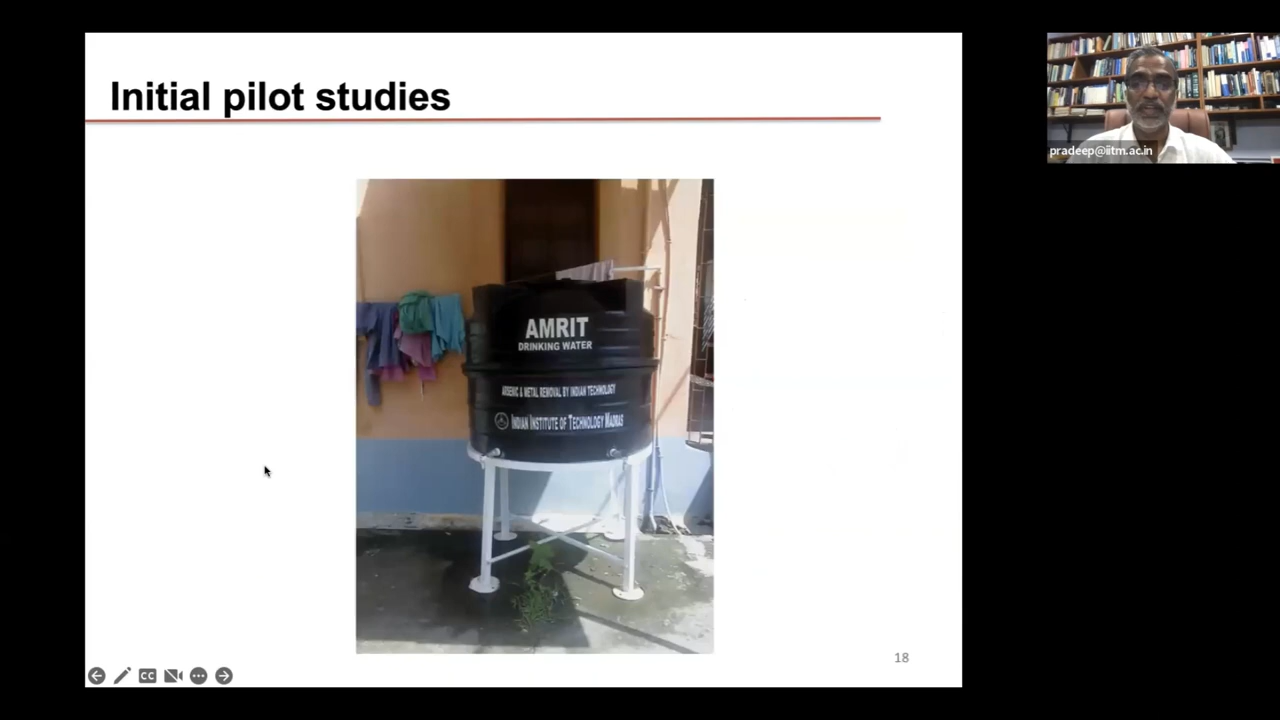 Initial pilot studies
pradeep@iitm.ac.in
AMRIT
DRINKING WATER
ARSENIC & METAL REMOVAL BY INDIAN TECHNOLOGY
INDIAN INSTITUTE OF TECHNOLOGY MADRAS
18
CC